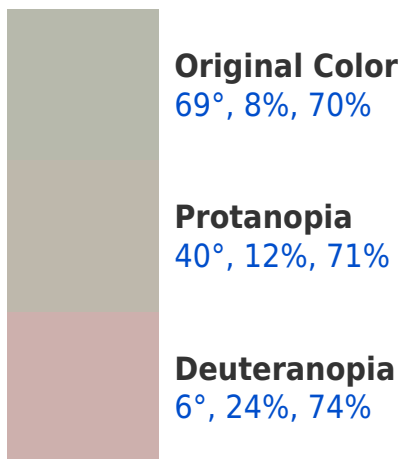 Original Color
69°, 8%, 70%
Protanopia
40°, 12%, 71%
Deuteranopia
6°, 24%, 74%